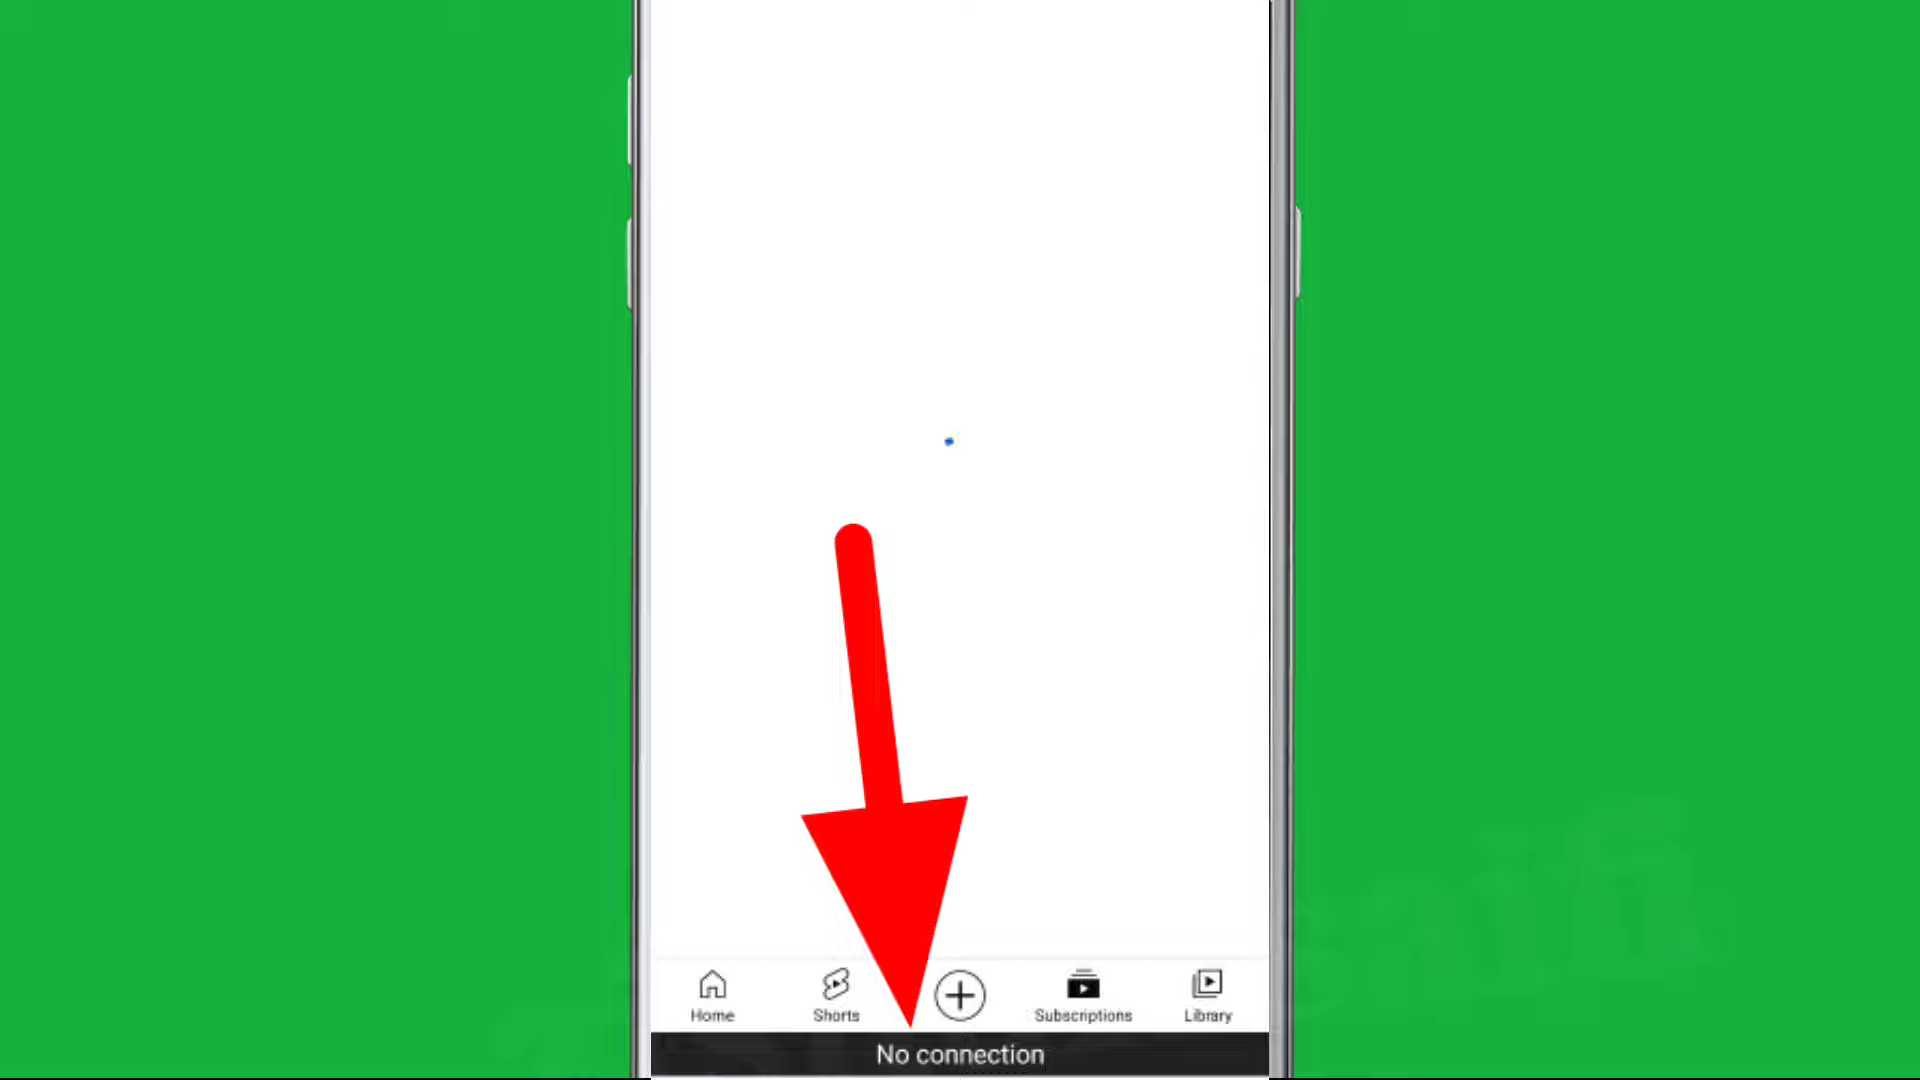 Home
Shorts
Subscriptions
Library
No connection